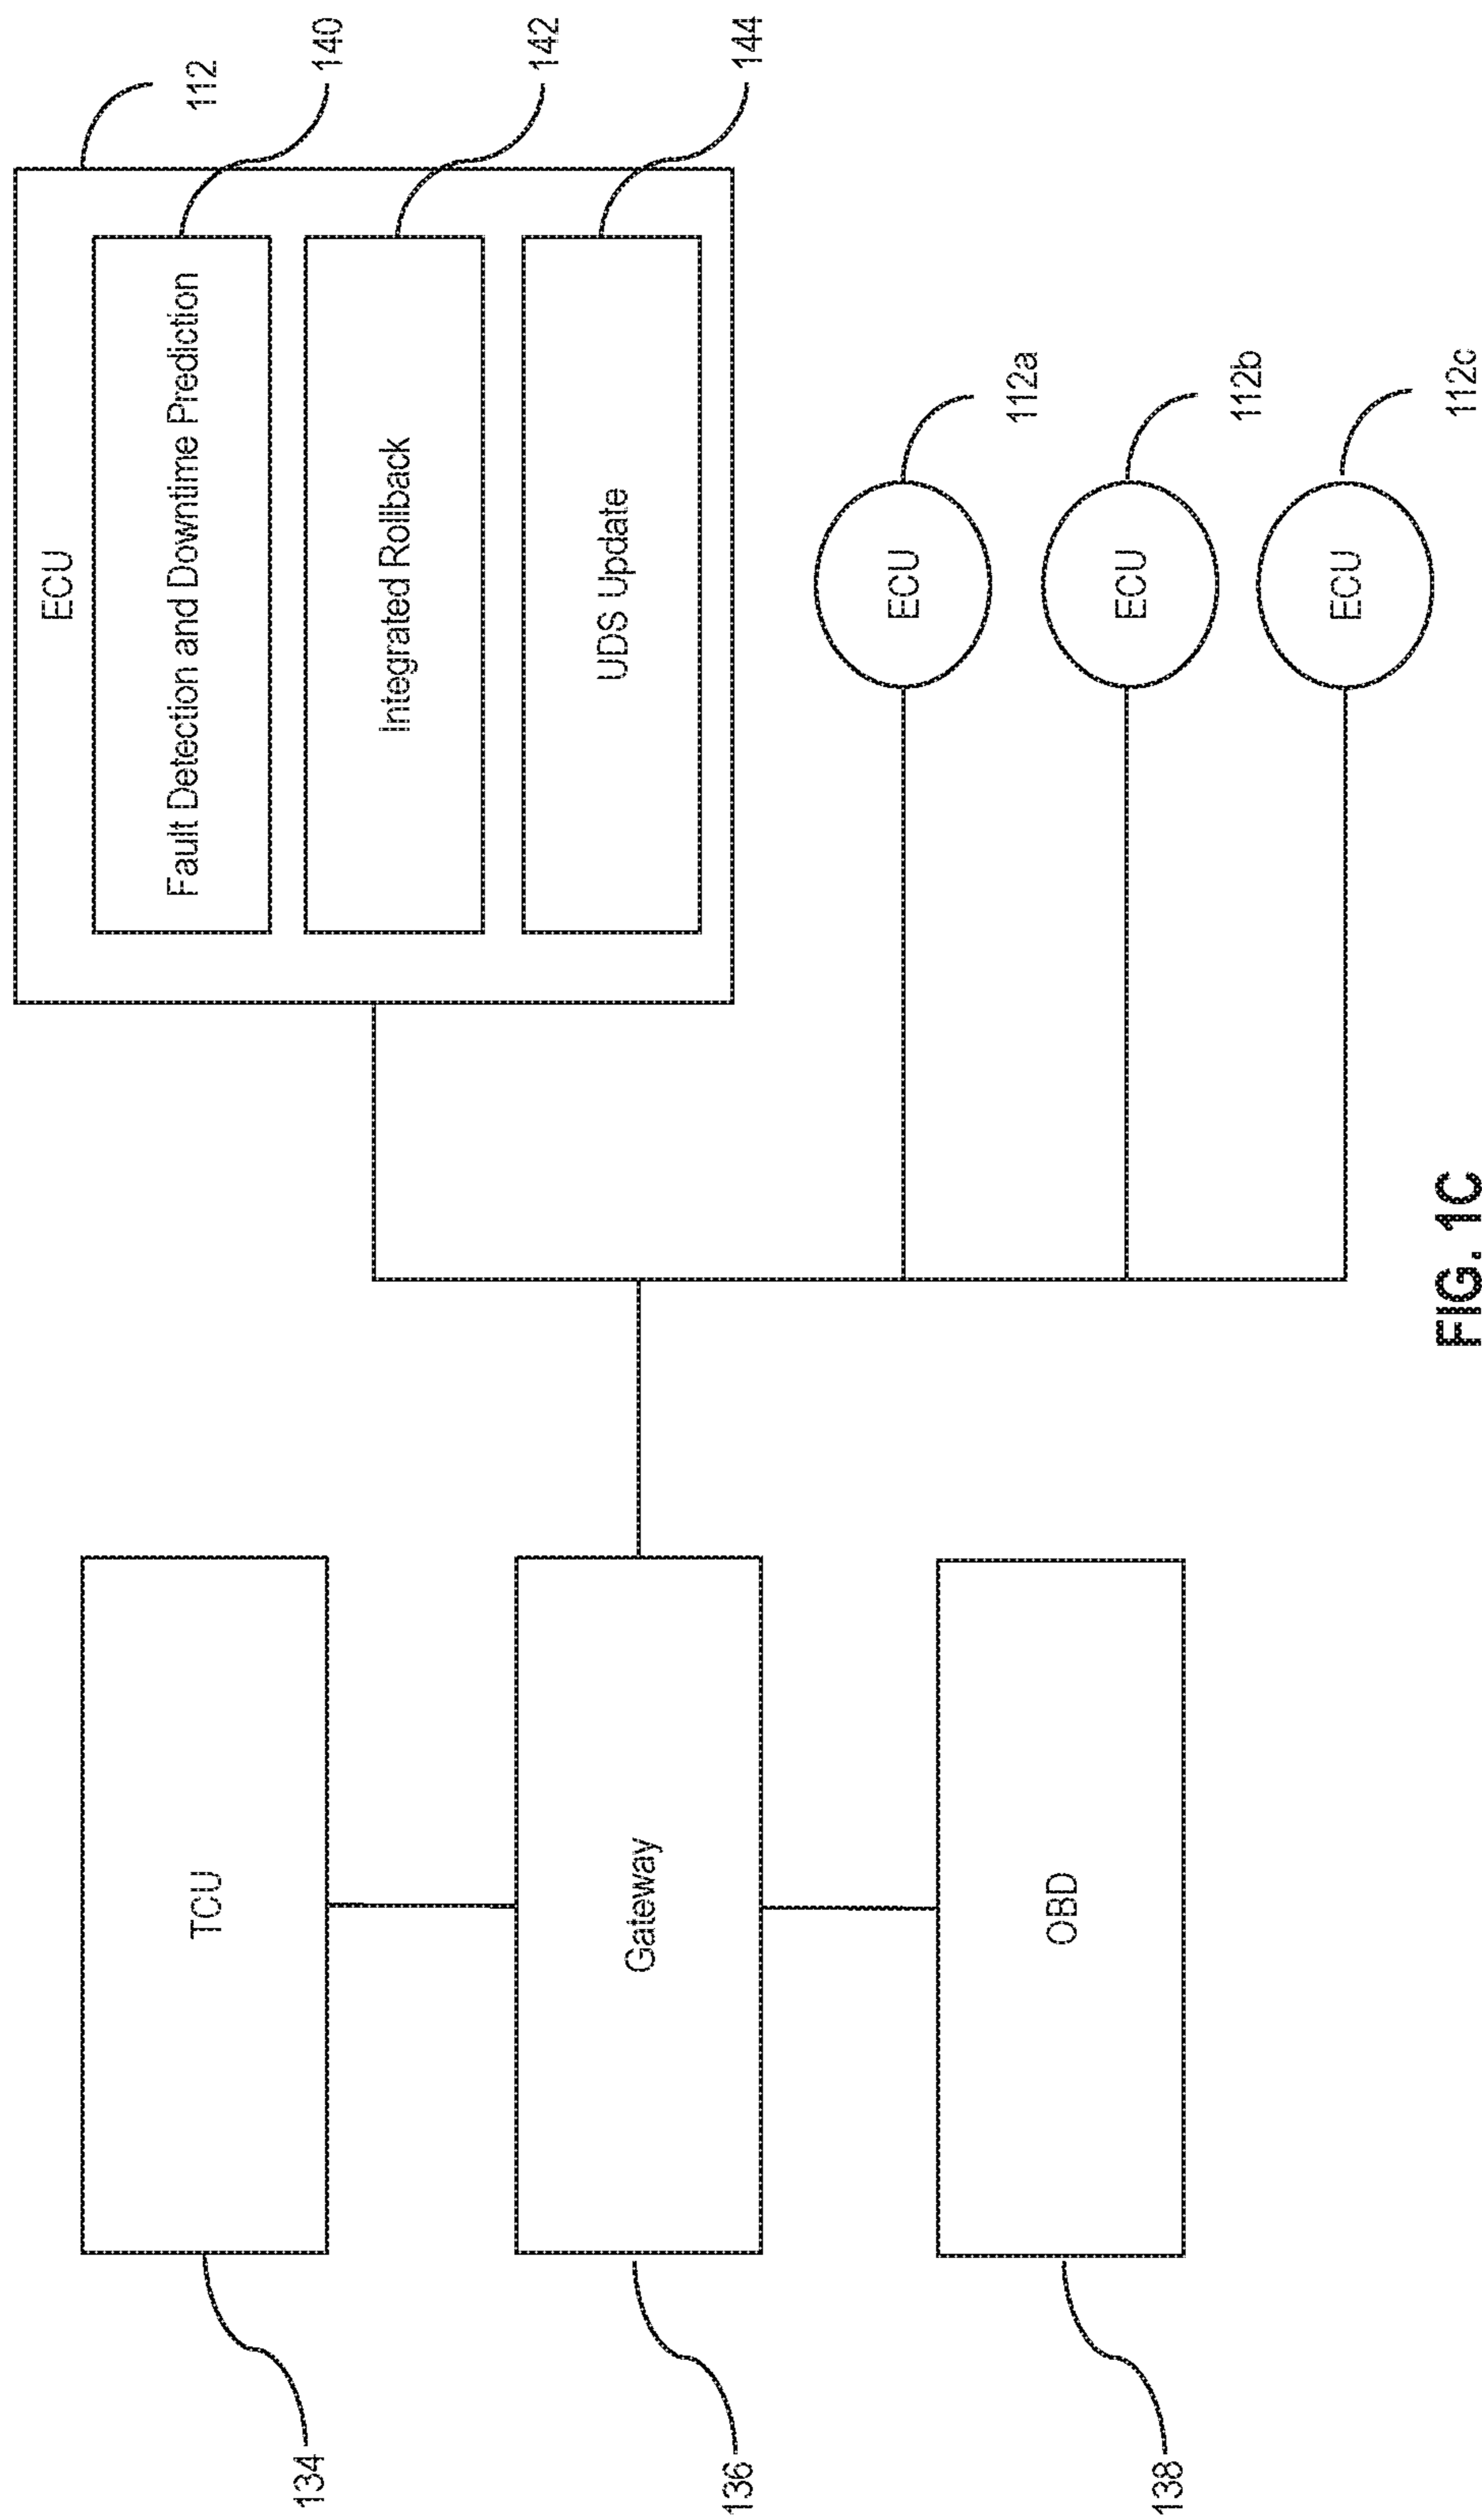 ECU
112
Fault Detection and Downtime Prediction
140
Integrated Rollback
142
UDS Update
144
TCU
134
Gateway
136
OBD
138
ECU
112a
ECU
112b
ECU
112c
FIG. 1C